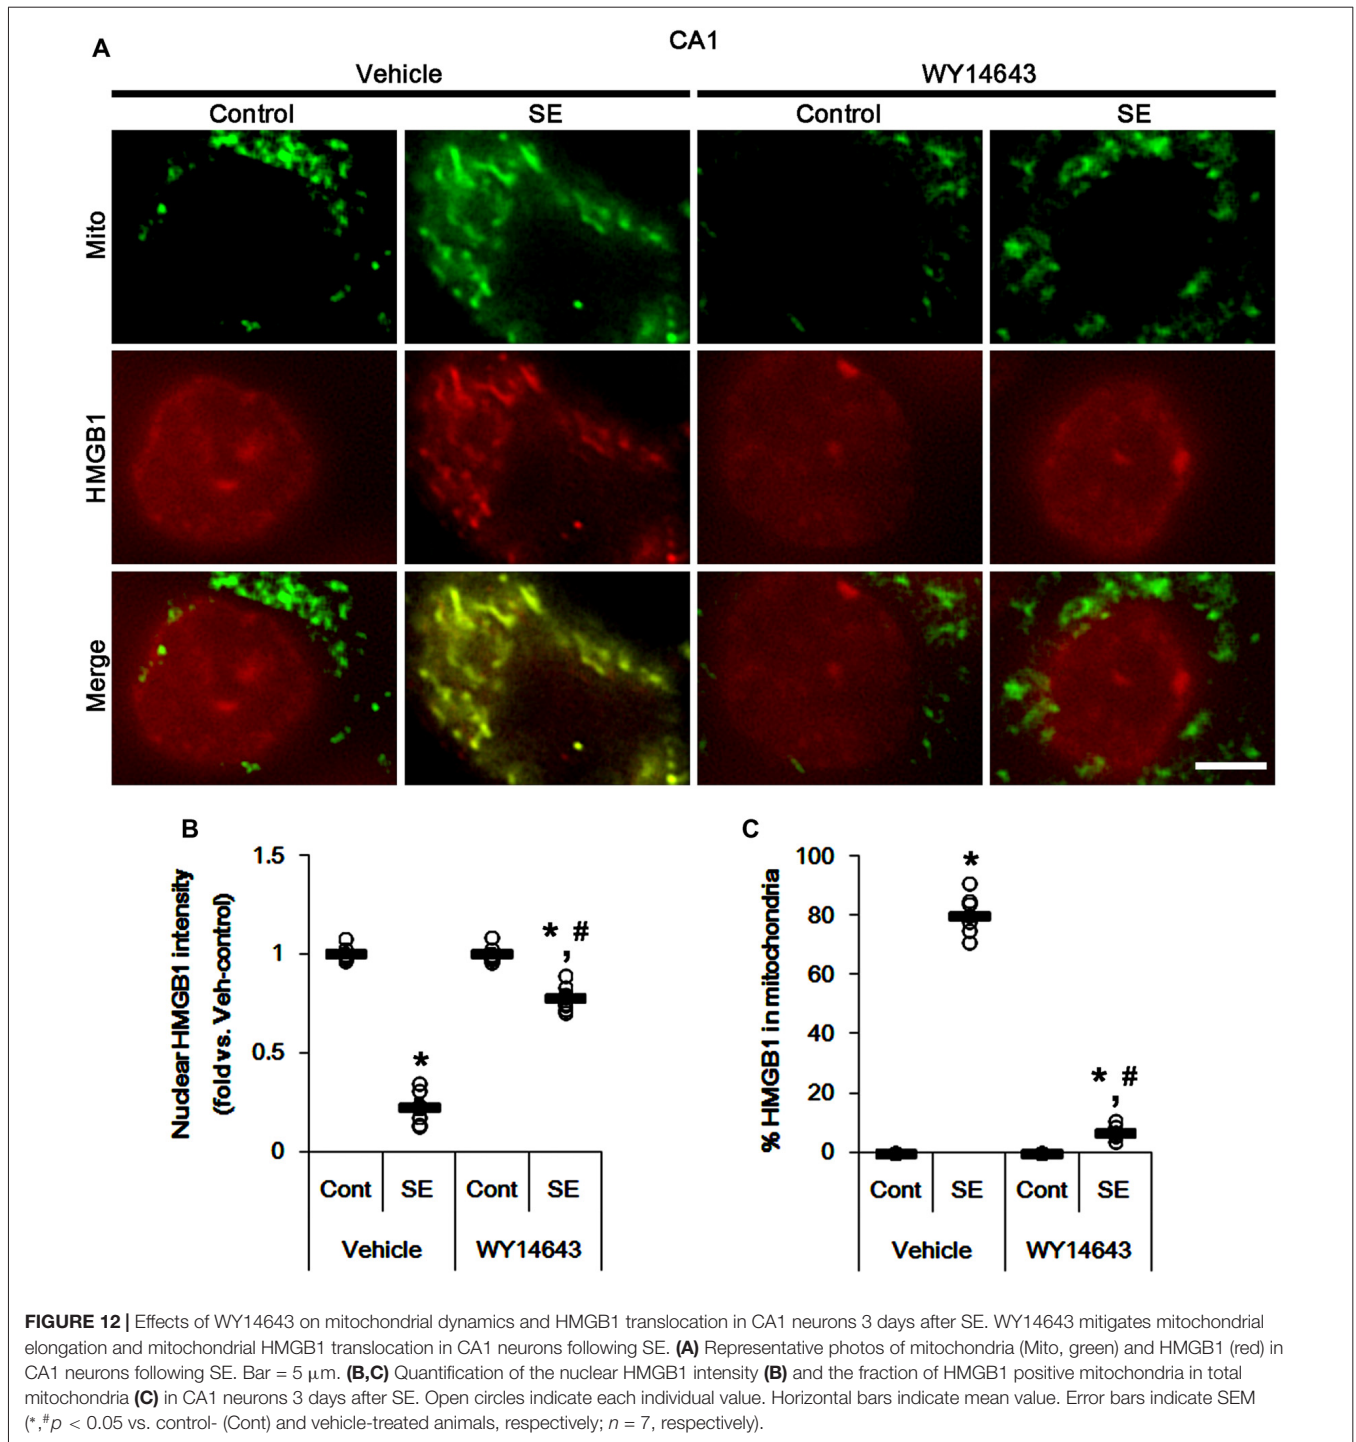 A
CA1
Vehicle WY14643
Control SE Control SE
Mito
HMGB1
Merge
B
Nuclear HMGB1 intensity
(fold vs. Veh-control)
1.5
1
0.5
0
*
* , #
Cont SE Cont SE
Vehicle WY14643
C
% HMGB1 in mitochondria
100
80
60
40
20
0
*
* , #
Cont SE Cont SE
Vehicle WY14643
FIGURE 12 | Effects of WY14643 on mitochondrial dynamics and HMGB1 translocation in CA1 neurons 3 days after SE. WY14643 mitigates mitochondrial
elongation and mitochondrial HMGB1 translocation in CA1 neurons following SE. (A) Representative photos of mitochondria (Mito, green) and HMGB1 (red) in
CA1 neurons following SE. Bar = 5 μm. (B,C) Quantification of the nuclear HMGB1 intensity (B) and the fraction of HMGB1 positive mitochondria in total
mitochondria (C) in CA1 neurons 3 days after SE. Open circles indicate each individual value. Horizontal bars indicate mean value. Error bars indicate SEM
(*,#p < 0.05 vs. control- (Cont) and vehicle-treated animals, respectively; n = 7, respectively).